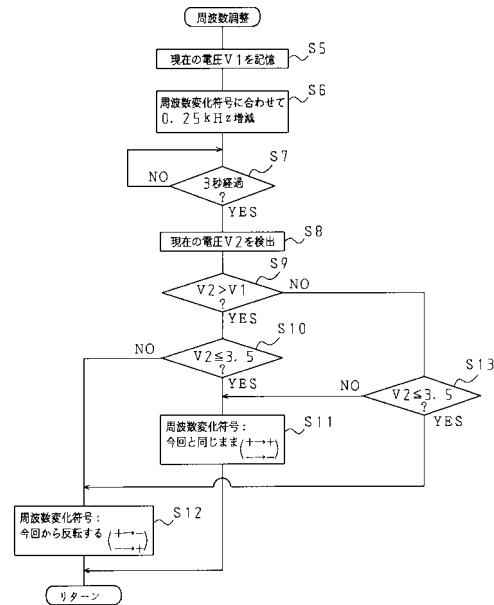 周波数調整
現在の電圧V1を記憶
S5
周波数変化符号に合わせて
0.25kHz増減
S6
3秒経過
?
S7
NO
YES
現在の電圧V2を検出
S8
V2>V1
?
S9
NO
YES
V2≦3.5
?
S10
NO
YES
V2≦3.5
?
S13
NO
YES
周波数変化符号:
今回と同じまま(+→+
−→−)
S11
周波数変化符号:
今回から反転する(+→−
−→+)
S12
リターン